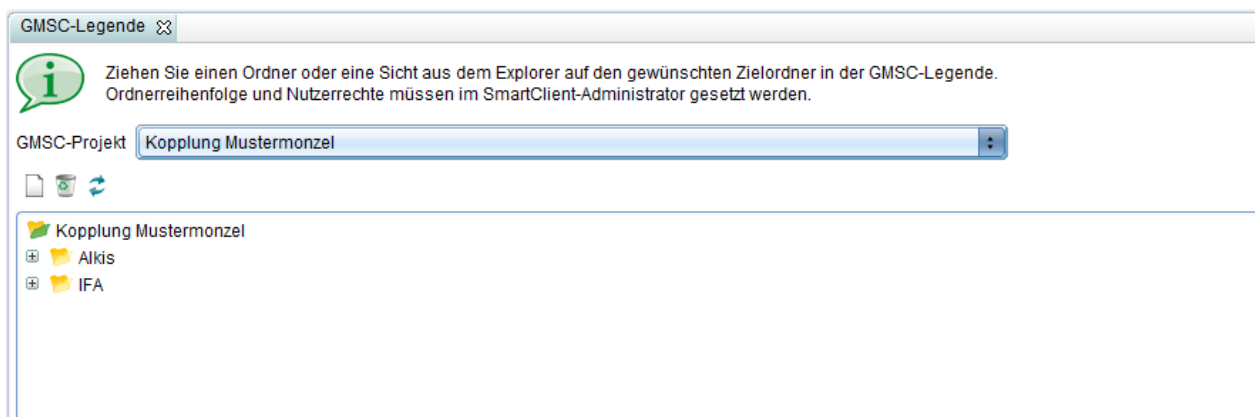 GMSC-Legende
Ziehen Sie einen Ordner oder eine Sicht aus dem Explorer auf den gewünschten Zielordner in der GMSC-Legende.
Ordnerreihenfolge und Nutzerrechte müssen im SmartClient-Administrator gesetzt werden.
GMSC-Projekt Kopplung Mustermonzel
Kopplung Mustermonzel
Alkis
IFA